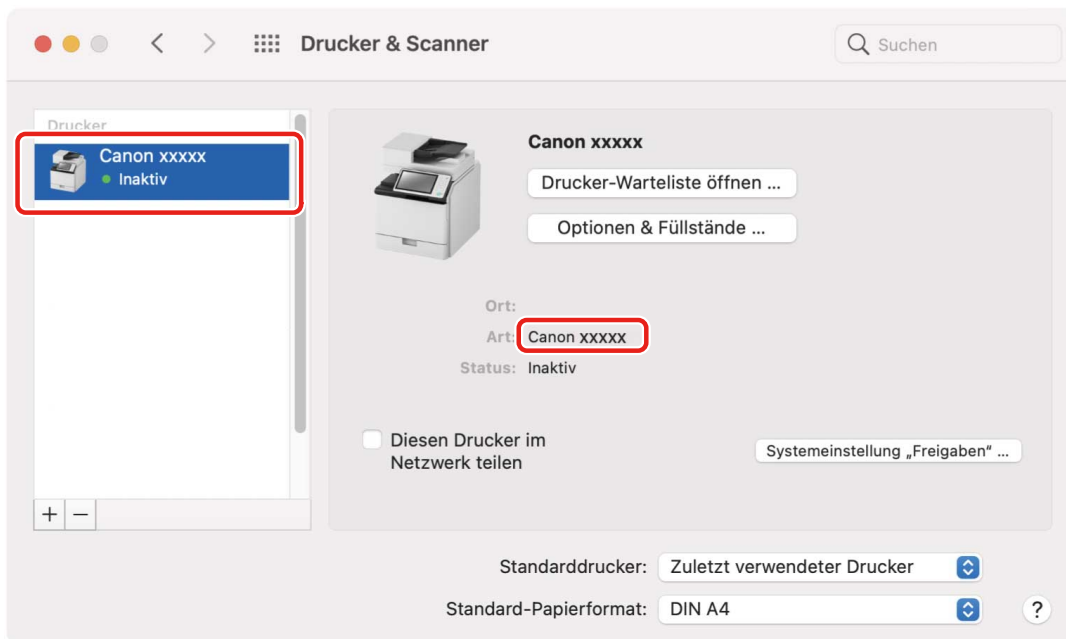 Drucker & Scanner
Suchen
Drucker
Canon xxxxx
Inaktiv
Canon xxxxx
Drucker-Warteliste öffnen ...
Optionen & Füllstände ...
Ort:
Art: Canon xxxxx
Status: Inaktiv
Diesen Drucker im
Netzwerk teilen
Systemeinstellung „Freigaben“ ...
+ −
Standarddrucker: Zuletzt verwendeter Drucker
Standard-Papierformat: DIN A4
?